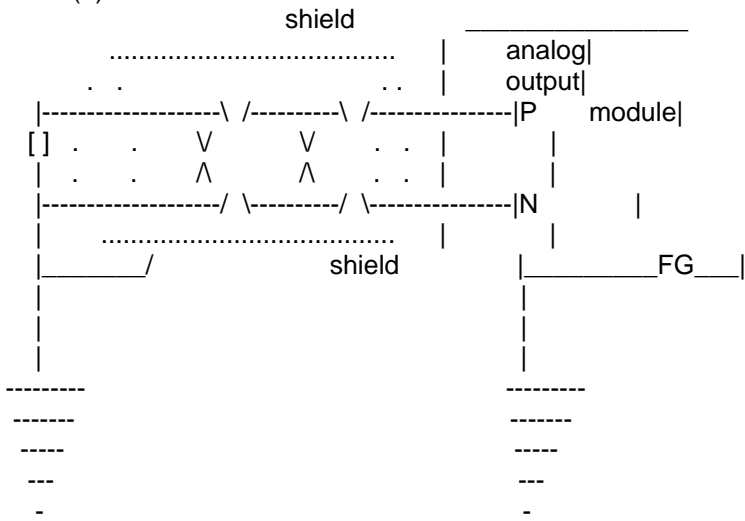 shield
analog
output
P module
[ ]
N
shield
FG